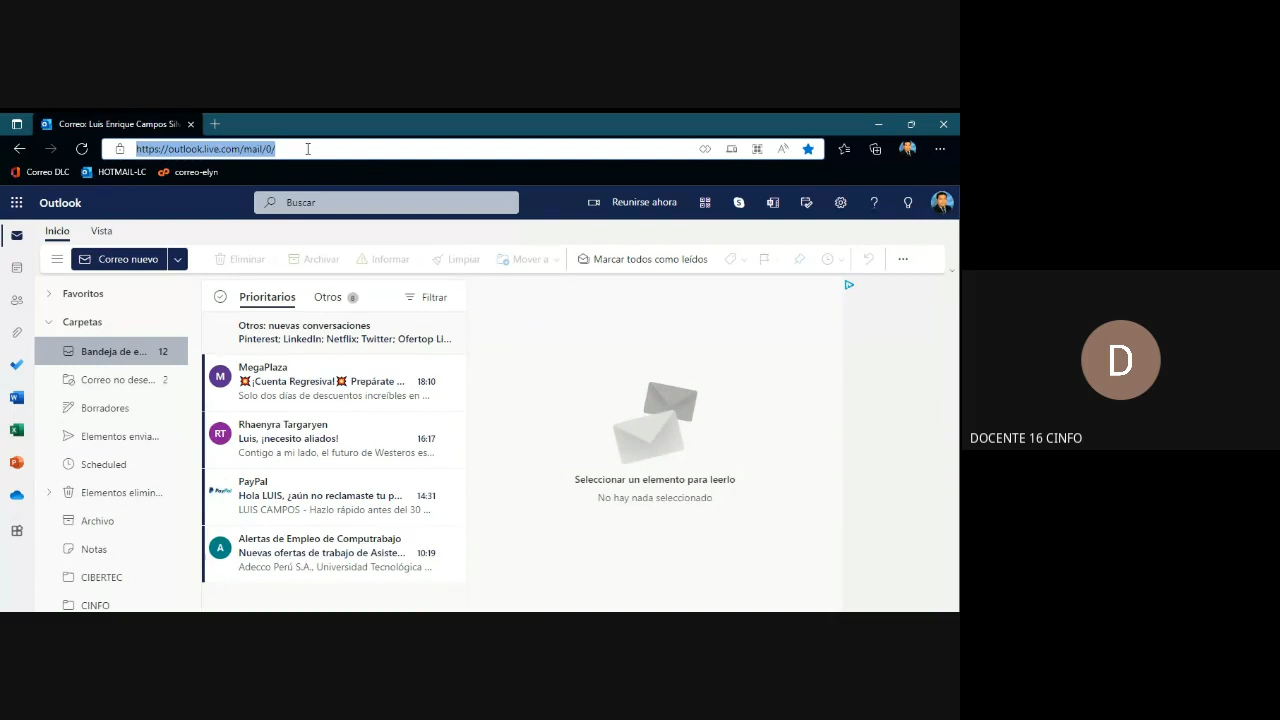 Correo: Luis Enrique Campos Silv
https://outlook.live.com/mail/0/
Correo DLC
HOTMAIL-LC
correo-elyn
Outlook
Buscar
Reunirse ahora
Inicio
Vista
Correo nuevo
Eliminar
Archivar
Informar
Limpiar
Mover a
Marcar todos como leídos
Favoritos
Carpetas
Bandeja de e... 12
Correo no dese... 2
Borradores
Elementos envia...
Scheduled
Elementos elimin...
Archivo
Notas
CIBERTEC
CINFO
Prioritarios
Otros 8
Filtrar
Otros: nuevas conversaciones
Pinterest; LinkedIn; Netflix; Twitter; Ofertop Li...
M
MegaPlaza
💥¡Cuenta Regresiva!💥 Prepárate ... 18:10
Solo dos días de descuentos increíbles en ...
RT
Rhaenyra Targaryen
Luis, ¡necesito aliados! 16:17
Contigo a mi lado, el futuro de Westeros es...
PayPal
PayPal
Hola LUIS, ¿aún no reclamaste tu p... 14:31
LUIS CAMPOS - Hazlo rápido antes del 30 ...
A
Alertas de Empleo de Computrabajo
Nuevas ofertas de trabajo de Asiste... 10:19
Adecco Perú S.A., Universidad Tecnológica ...
Seleccionar un elemento para leerlo
No hay nada seleccionado
D
DOCENTE 16 CINFO